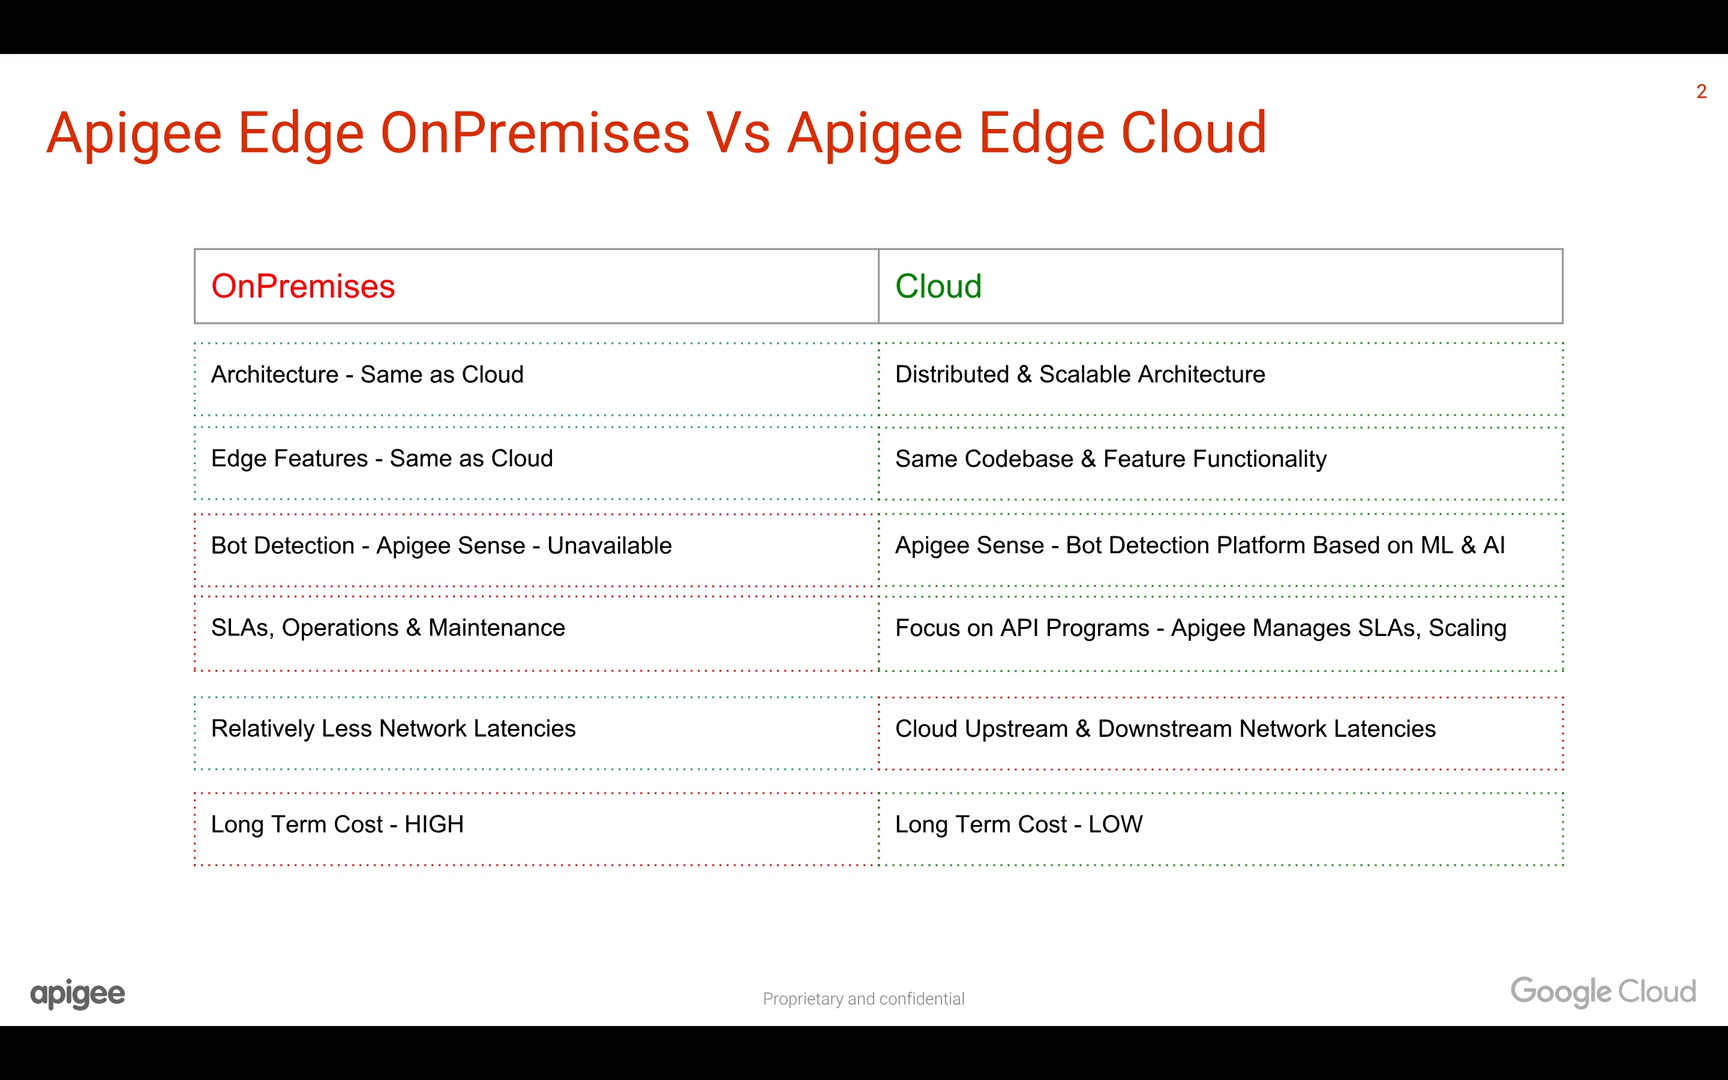 2
Apigee Edge OnPremises Vs Apigee Edge Cloud
OnPremises
Cloud
Architecture - Same as Cloud
Distributed & Scalable Architecture
Edge Features - Same as Cloud
Same Codebase & Feature Functionality
Bot Detection - Apigee Sense - Unavailable
Apigee Sense - Bot Detection Platform Based on ML & AI
SLAs, Operations & Maintenance
Focus on API Programs - Apigee Manages SLAs, Scaling
Relatively Less Network Latencies
Cloud Upstream & Downstream Network Latencies
Long Term Cost - HIGH
Long Term Cost - LOW
apigee
Proprietary and confidential
Google Cloud